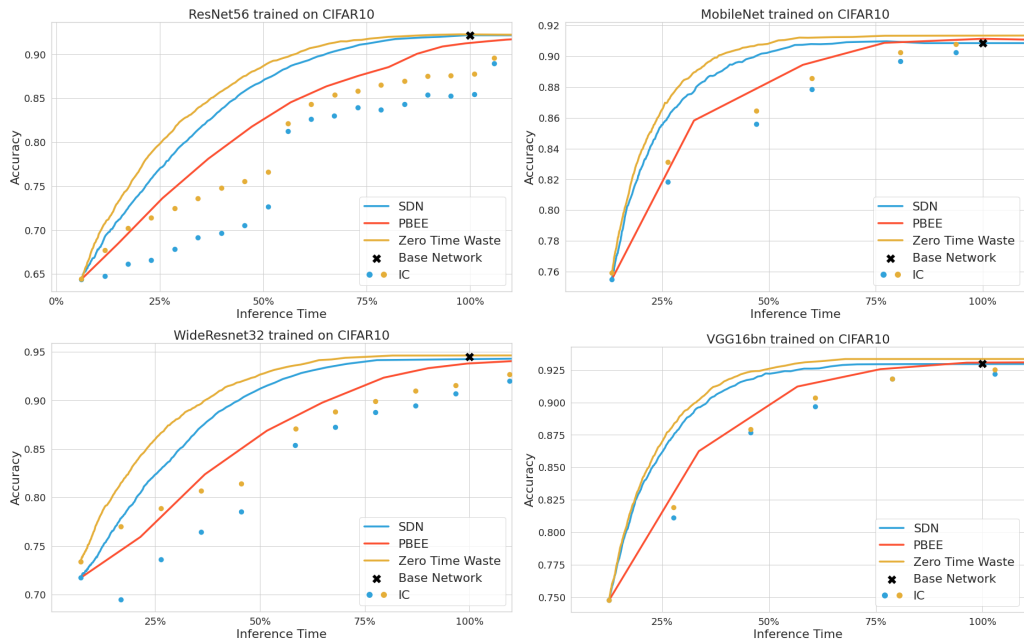 ResNet56 trained on CIFAR10
Accuracy
0.90
0.85
0.80
0.75
0.70
0.65
0%
25%
50%
75%
100%
Inference Time
SDN
PBEE
Zero Time Waste
Base Network
IC
MobileNet trained on CIFAR10
Accuracy
0.92
0.90
0.88
0.86
0.84
0.82
0.80
0.78
0.76
25%
50%
75%
100%
Inference Time
SDN
PBEE
Zero Time Waste
Base Network
IC
WideResnet32 trained on CIFAR10
Accuracy
0.95
0.90
0.85
0.80
0.75
0.70
25%
50%
75%
100%
Inference Time
SDN
PBEE
Zero Time Waste
Base Network
IC
VGG16bn trained on CIFAR10
Accuracy
0.925
0.900
0.875
0.850
0.825
0.800
0.775
0.750
25%
50%
75%
100%
Inference Time
SDN
PBEE
Zero Time Waste
Base Network
IC